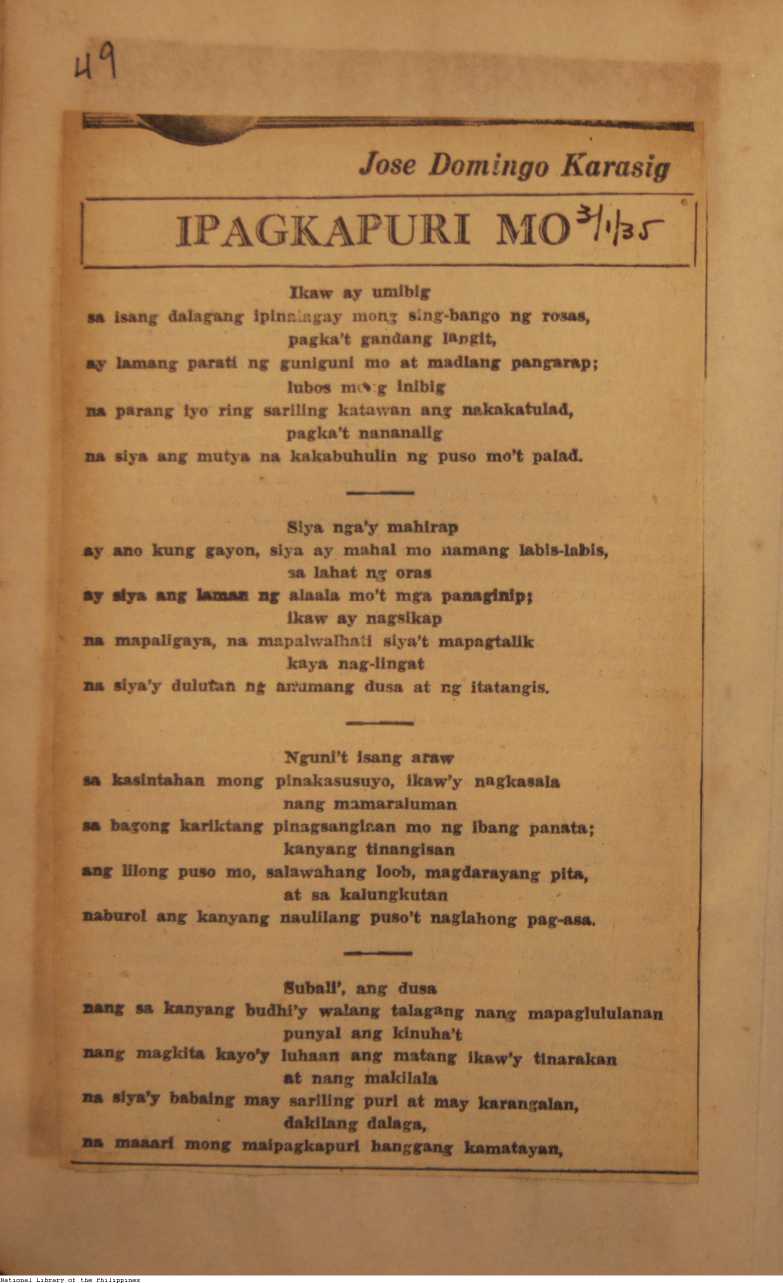 49
Jose Domingo Karasig
IPAGKAPURI MO 3/1/35
Ikaw ay umibig
sa isang dalagang ipinalagay mong sing-bango ng rosas,
pagka't gandang langit,
ay lamang parati ng guniguni mo at madlang pangarap;
lubos mong inibig
na parang iyo ring sariling katawan ang nakakatulad,
pagka't nananalig
na siya ang mutya na kakabuhulin ng puso mo't palad.
Siya nga'y mahirap
ay ano kung gayon, siya ay mahal mo namang labis-labis,
sa lahat ng oras
ay siya ang laman ng alaala mo't mga panaginip;
ikaw ay nagsikap
na mapaligaya, na mapalwalhati siya't mapagtalik
kaya nag-lingat
na siya'y dulutan ng anumang dusa at ng itatangis.
Nguni't isang araw
sa kasintahan mong pinakasusuyo, ikaw'y nagkasala
nang mamaraluman
sa bagong kariktang pinagsanglaan mo ng ibang panata;
kanyang tinangisan
ang lilong puso mo, salawahang loob, magdarayang pita,
at sa kalungkutan
naburol ang kanyang naulilang puso't naglahong pag-asa.
Subali', ang dusa
nang sa kanyang budhi'y walang talagang nang mapaglululanan
punyal ang kinuha't
nang magkita kayo'y luhaan ang matang ikaw'y tinarakan
at nang makilala
na siya'y babaing may sariling puri at may karangalan,
dakilang dalaga,
na maaari mong maipagkapuri hanggang kamatayan,
National Library of the Philippines